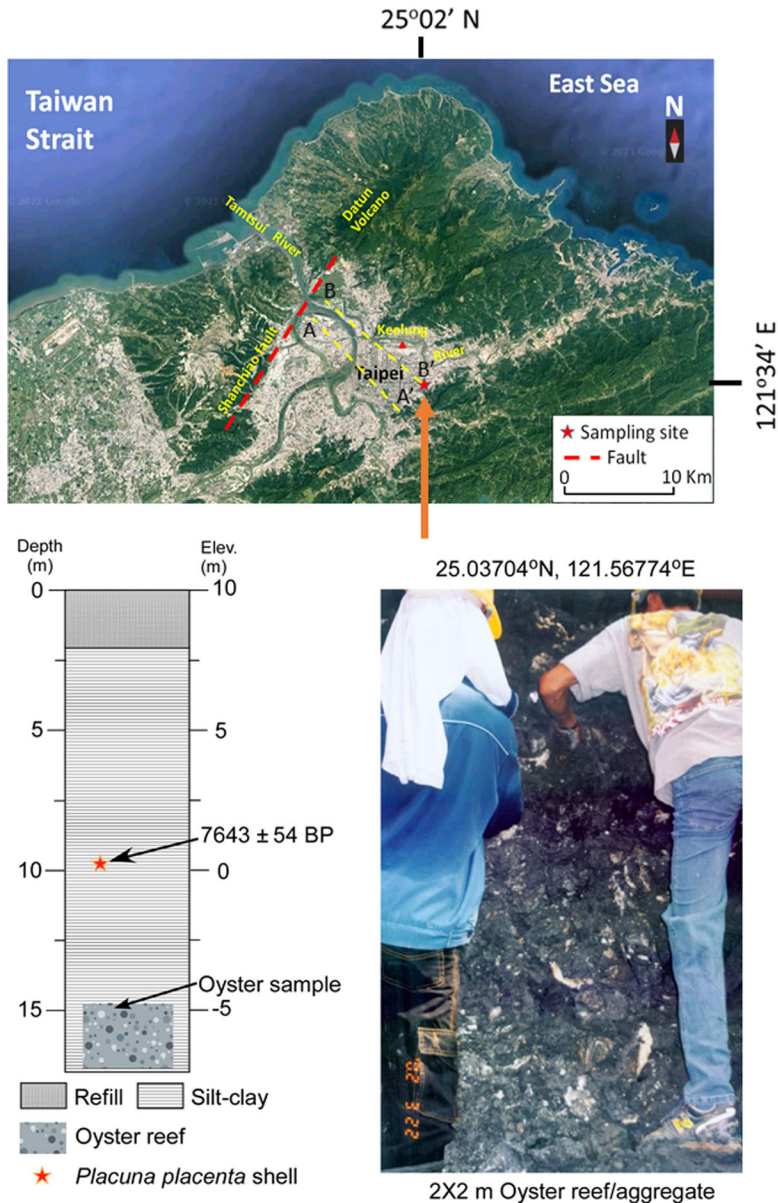 25°02' N
Taiwan
Strait
East Sea
N
© 2021 Google
Tamtsui River
Datun
Volcano
B
A
Keelung
River
Shanchiao Fault
Taipei
B'
A'
121°34' E
Sampling site
Fault
0 10 Km
Depth
(m)
Elev.
(m)
25.03704°N, 121.56774°E
0
10
5
5
7643 ± 54 BP
10
0
Oyster sample
15
-5
Refill
Silt-clay
Oyster reef
Placuna placenta shell
2X2 m Oyster reef/aggregate